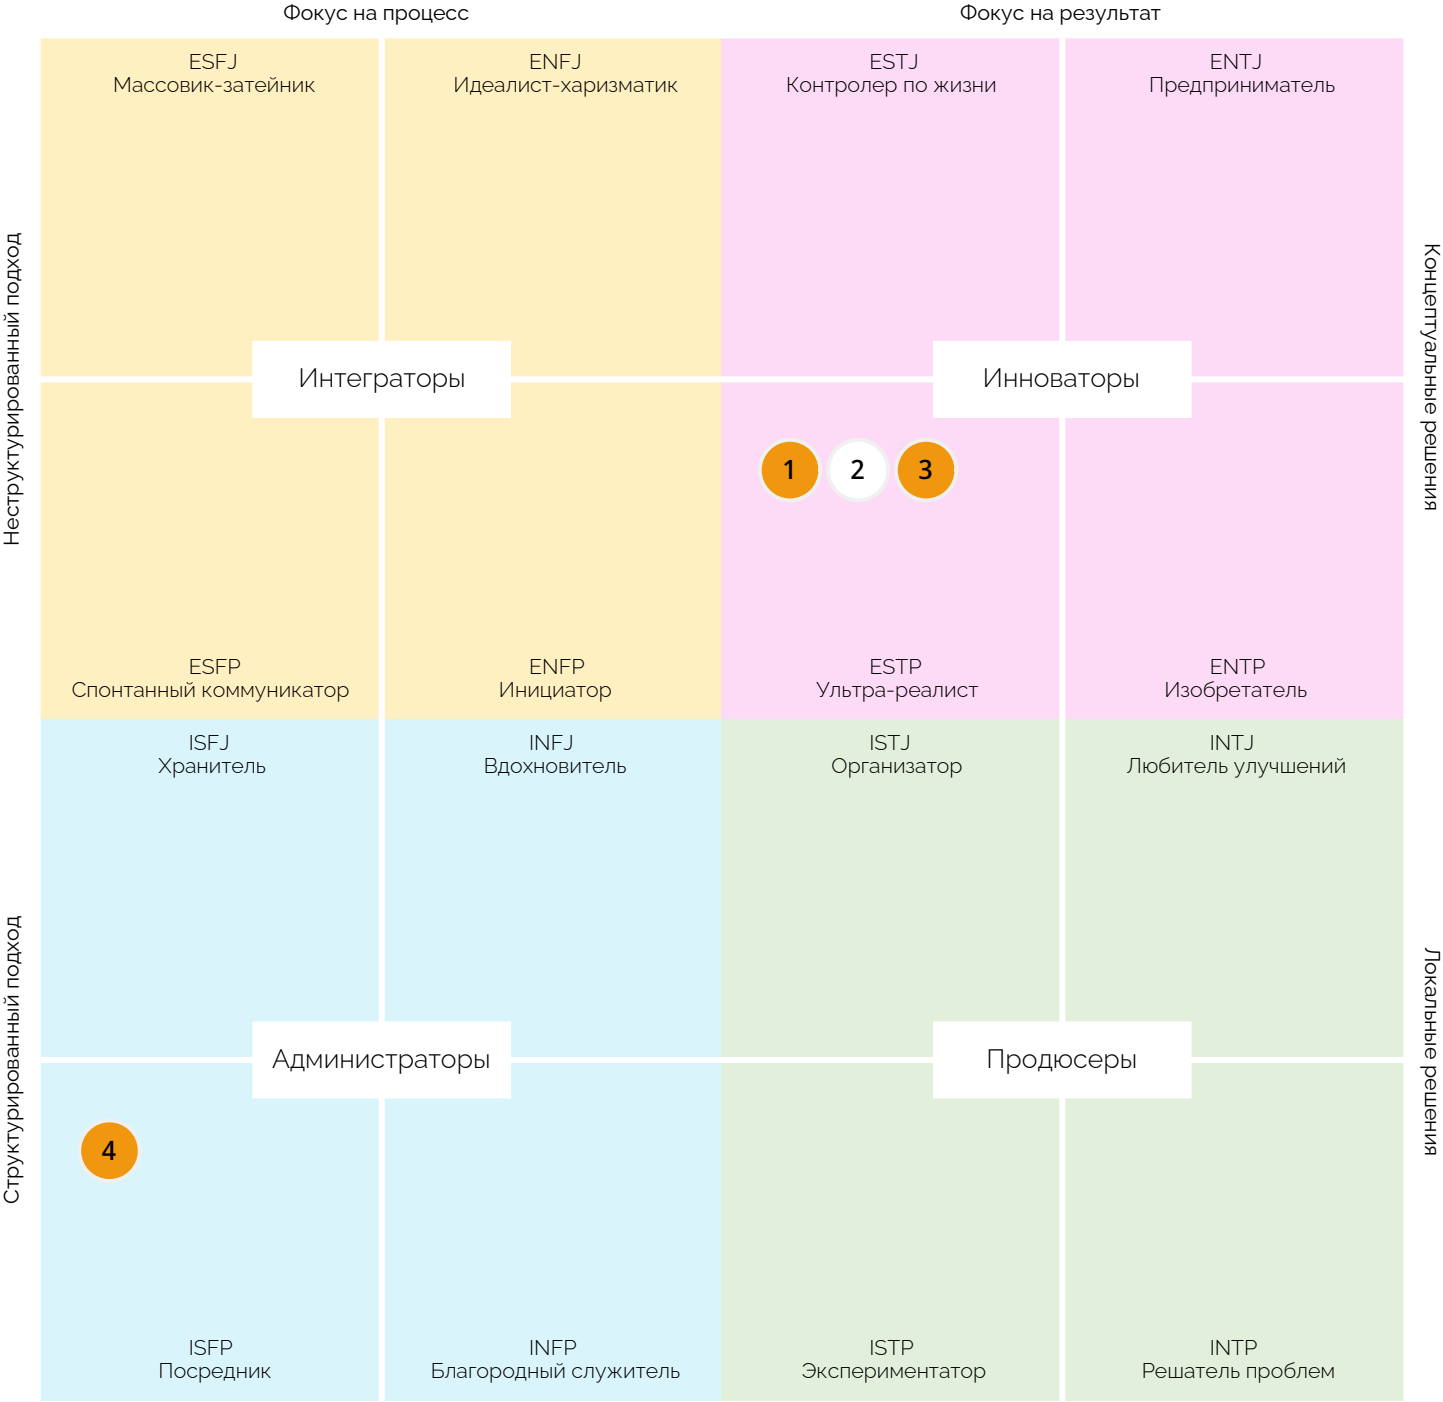 Фокус на процесс
Фокус на результат
ESFJ
Массовик-затейник
ENFJ
Идеалист-харизматик
ESTJ
Контролер по жизни
ENTJ
Предприниматель
Неструктурированный подход
Концептуальные решения
Интеграторы
Инноваторы
1
2
3
ESFP
Спонтанный коммуникатор
ENFP
Инициатор
ESTP
Ультра-реалист
ENTP
Изобретатель
ISFJ
Хранитель
INFJ
Вдохновитель
ISTJ
Организатор
INTJ
Любитель улучшений
Структурированный подход
Локальные решения
Администраторы
Продюсеры
4
ISFP
Посредник
INFP
Благородный служитель
ISTP
Экспериментатор
INTP
Решатель проблем